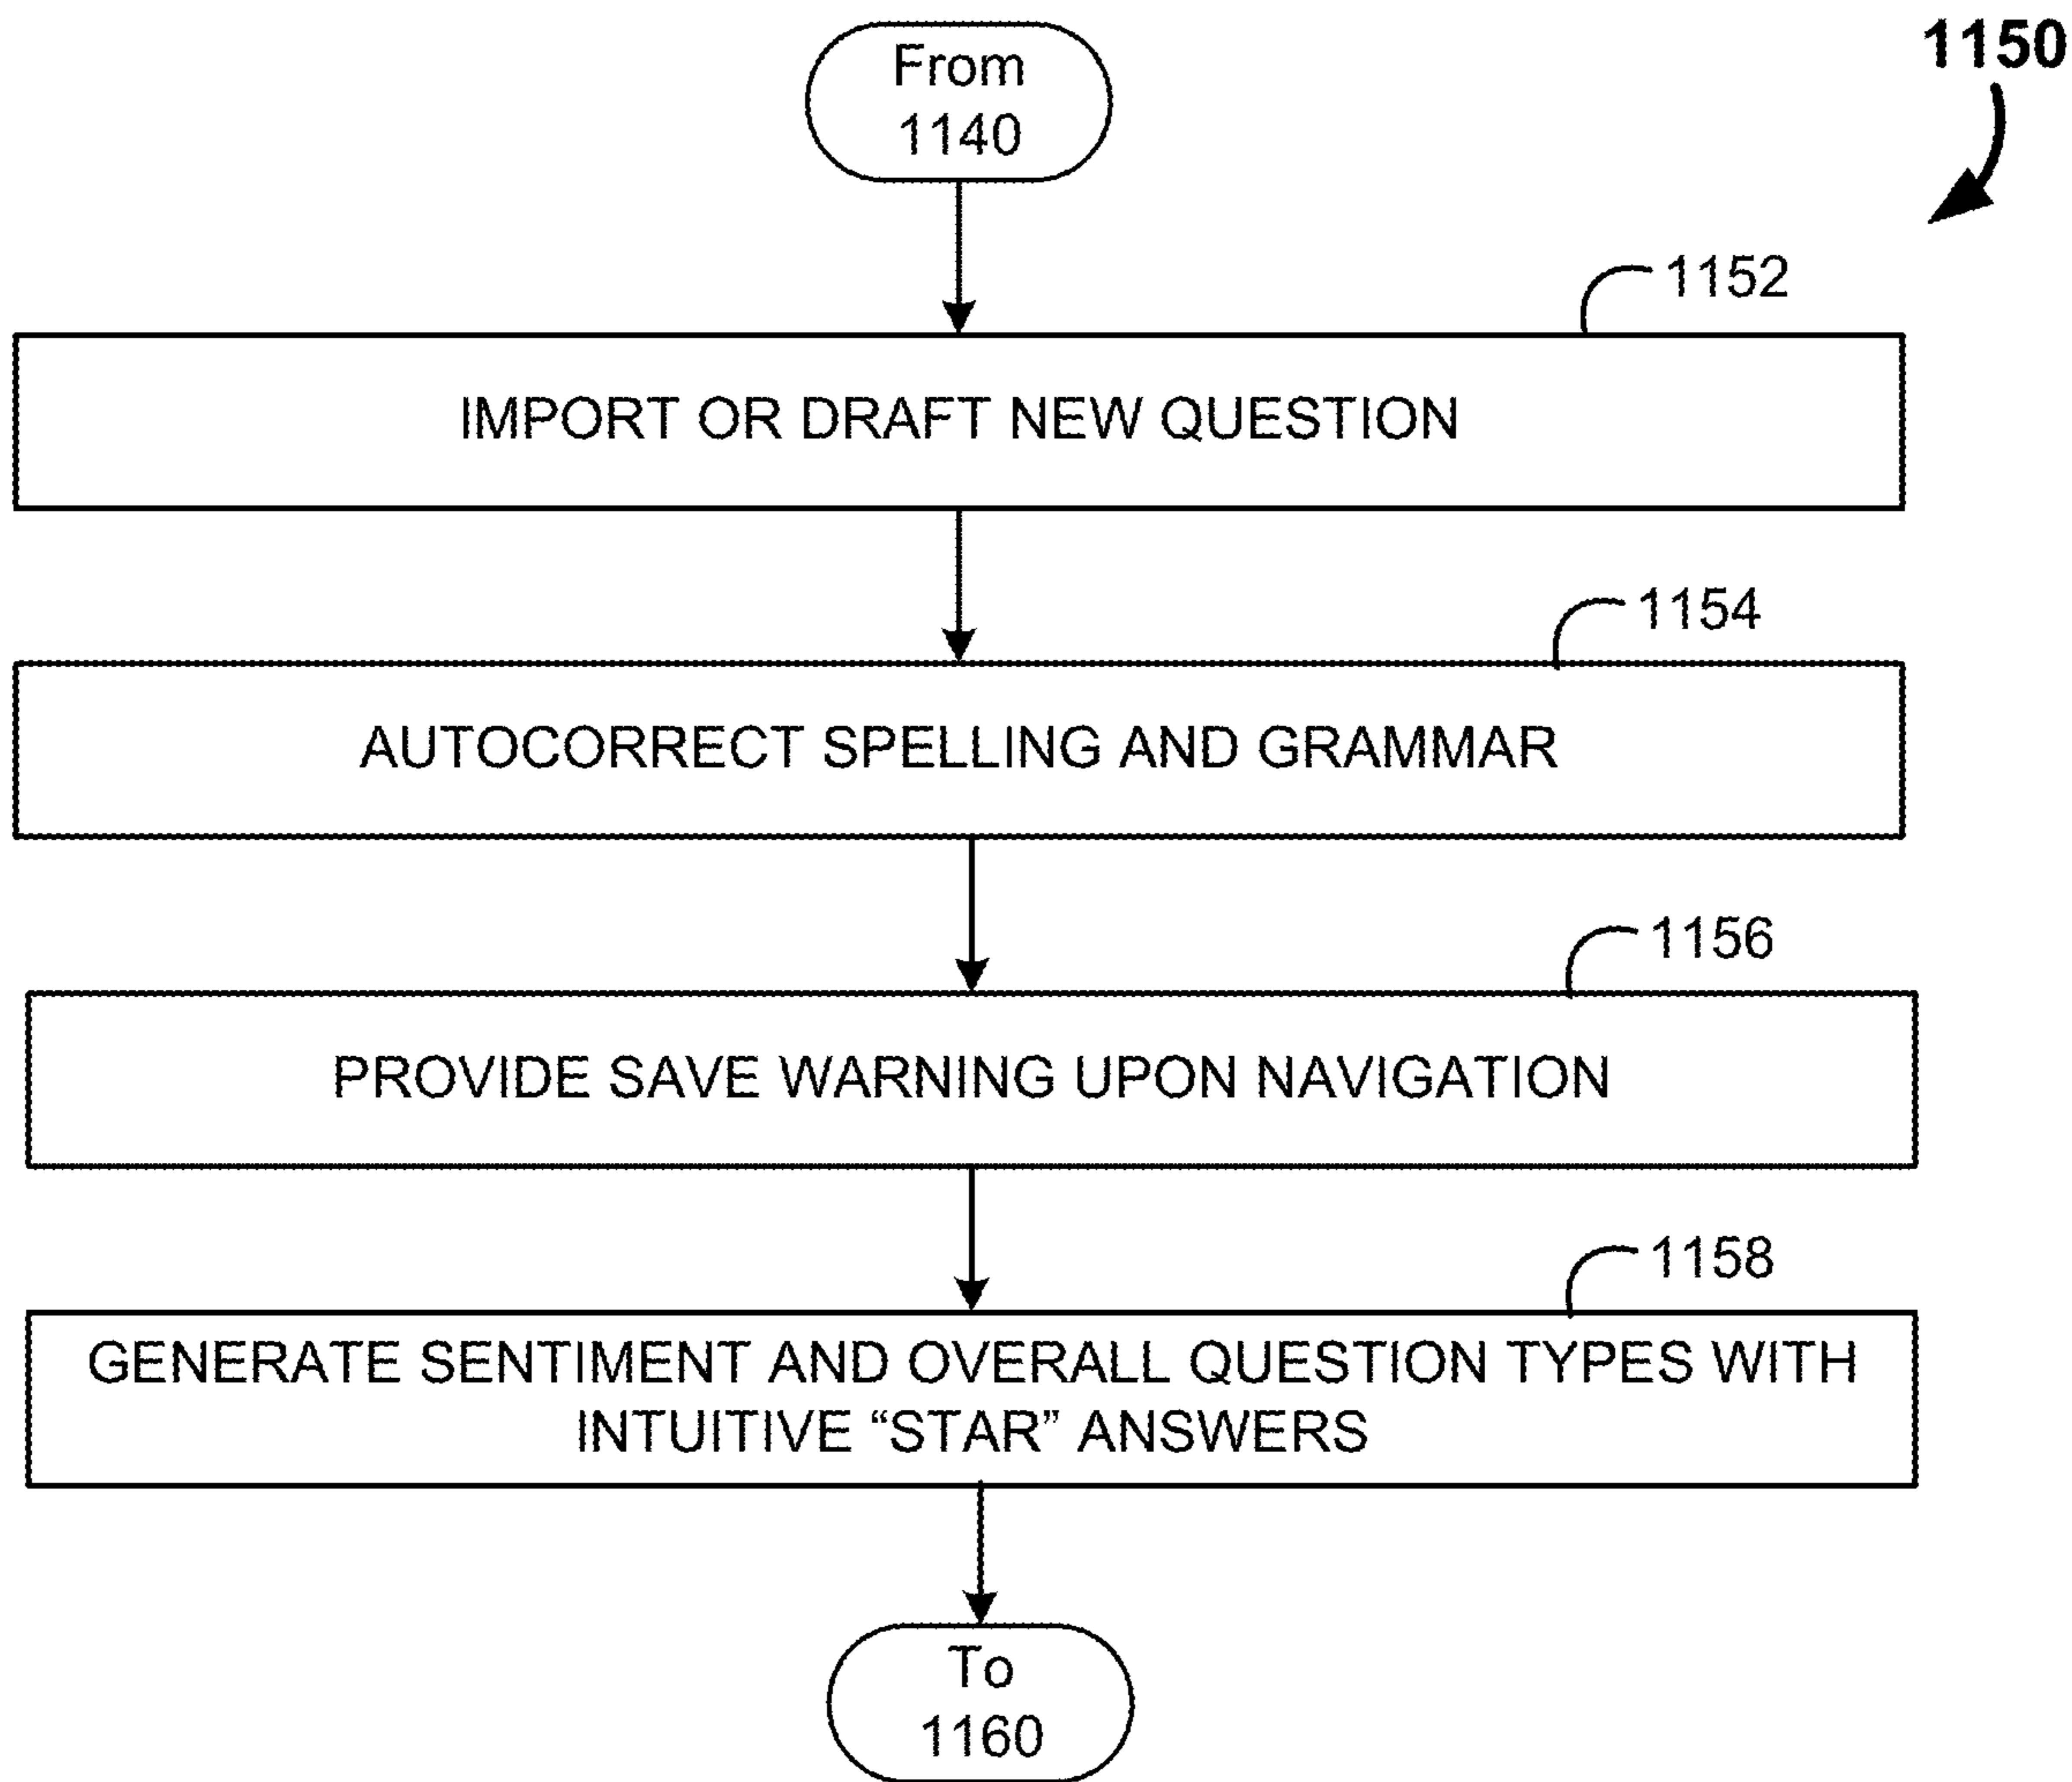 From
1140
1150
1152
IMPORT OR DRAFT NEW QUESTION
1154
AUTOCORRECT SPELLING AND GRAMMAR
1156
PROVIDE SAVE WARNING UPON NAVIGATION
1158
GENERATE SENTIMENT AND OVERALL QUESTION TYPES WITH
INTUITIVE “STAR” ANSWERS
To
1160